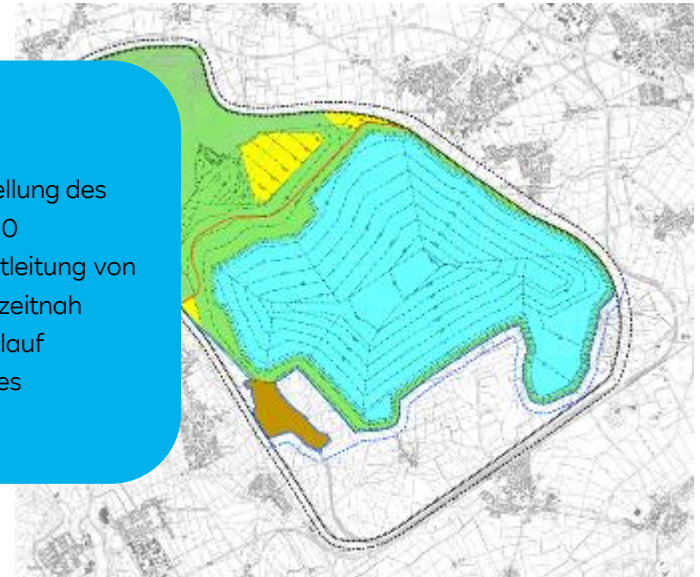 ellung des
0
tleitung von
zeitnah
lauf
es